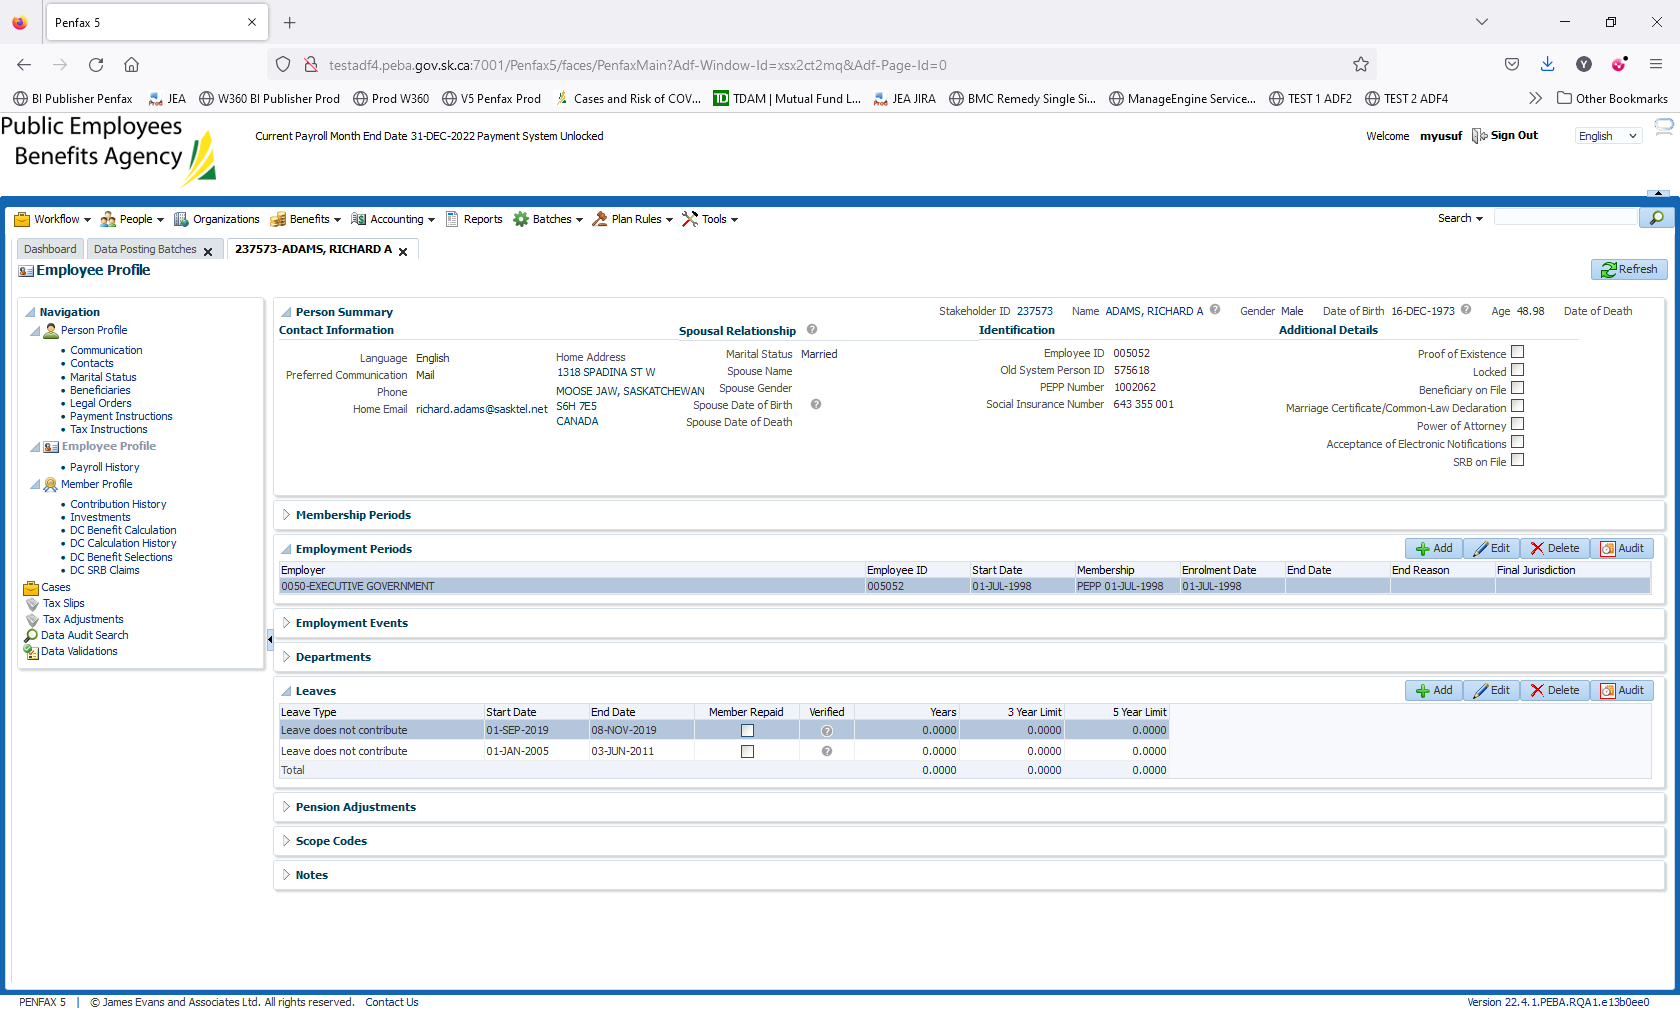 Penfax 5
testadf4.peba.gov.sk.ca:7001/Penfax5/faces/PenfaxMain?Adf-Window-Id=xsx2ct2mq&Adf-Page-Id=0
BI Publisher Penfax JEA W360 BI Publisher Prod Prod W360 V5 Penfax Prod Cases and Risk of COV... TDAM | Mutual Fund L... JEA JIRA BMC Remedy Single Si... ManageEngine Service... TEST 1 ADF2 TEST 2 ADF4 Other Bookmarks
Public Employees
Benefits Agency
Current Payroll Month End Date 31-DEC-2022 Payment System Unlocked
Welcome myusuf Sign Out English
Workflow People Organizations Benefits Accounting Reports Batches Plan Rules Tools Search
Dashboard Data Posting Batches 237573-ADAMS, RICHARD A
Employee Profile
Refresh
Navigation
Person Profile
Communication
Contacts
Marital Status
Beneficiaries
Legal Orders
Payment Instructions
Tax Instructions
Employee Profile
Payroll History
Member Profile
Contribution History
Investments
DC Benefit Calculation
DC Calculation History
DC Benefit Selections
DC SRB Claims
Cases
Tax Slips
Tax Adjustments
Data Audit Search
Data Validations
Person Summary Stakeholder ID 237573 Name ADAMS, RICHARD A Gender Male Date of Birth 16-DEC-1973 Age 48.98 Date of Death
Contact Information
Language English
Preferred Communication Mail
Phone
Home Email richard.adams@sasktel.net
Home Address
1318 SPADINA ST W
MOOSE JAW, SASKATCHEWAN
S6H 7E5
CANADA
Spousal Relationship
Marital Status Married
Spouse Name
Spouse Gender
Spouse Date of Birth
Spouse Date of Death
Identification
Employee ID 005052
Old System Person ID 575618
PEPP Number 1002062
Social Insurance Number 643 355 001
Additional Details
Proof of Existence
Locked
Beneficiary on File
Marriage Certificate/Common-Law Declaration
Power of Attorney
Acceptance of Electronic Notifications
SRB on File
Membership Periods
Employment Periods Add Edit Delete Audit
Employer Employee ID Start Date Membership Enrolment Date End Date End Reason Final Jurisdiction
0050-EXECUTIVE GOVERNMENT 005052 01-JUL-1998 PEPP 01-JUL-1998 01-JUL-1998
Employment Events
Departments
Leaves Add Edit Delete Audit
Leave Type Start Date End Date Member Repaid Verified Years 3 Year Limit 5 Year Limit
Leave does not contribute 01-SEP-2019 08-NOV-2019 0.0000 0.0000 0.0000
Leave does not contribute 01-JAN-2005 03-JUN-2011 0.0000 0.0000 0.0000
Total 0.0000 0.0000 0.0000
Pension Adjustments
Scope Codes
Notes
PENFAX 5 | © James Evans and Associates Ltd. All rights reserved. Contact Us Version 22.4.1.PEBA.RQA1.e13b0ee0